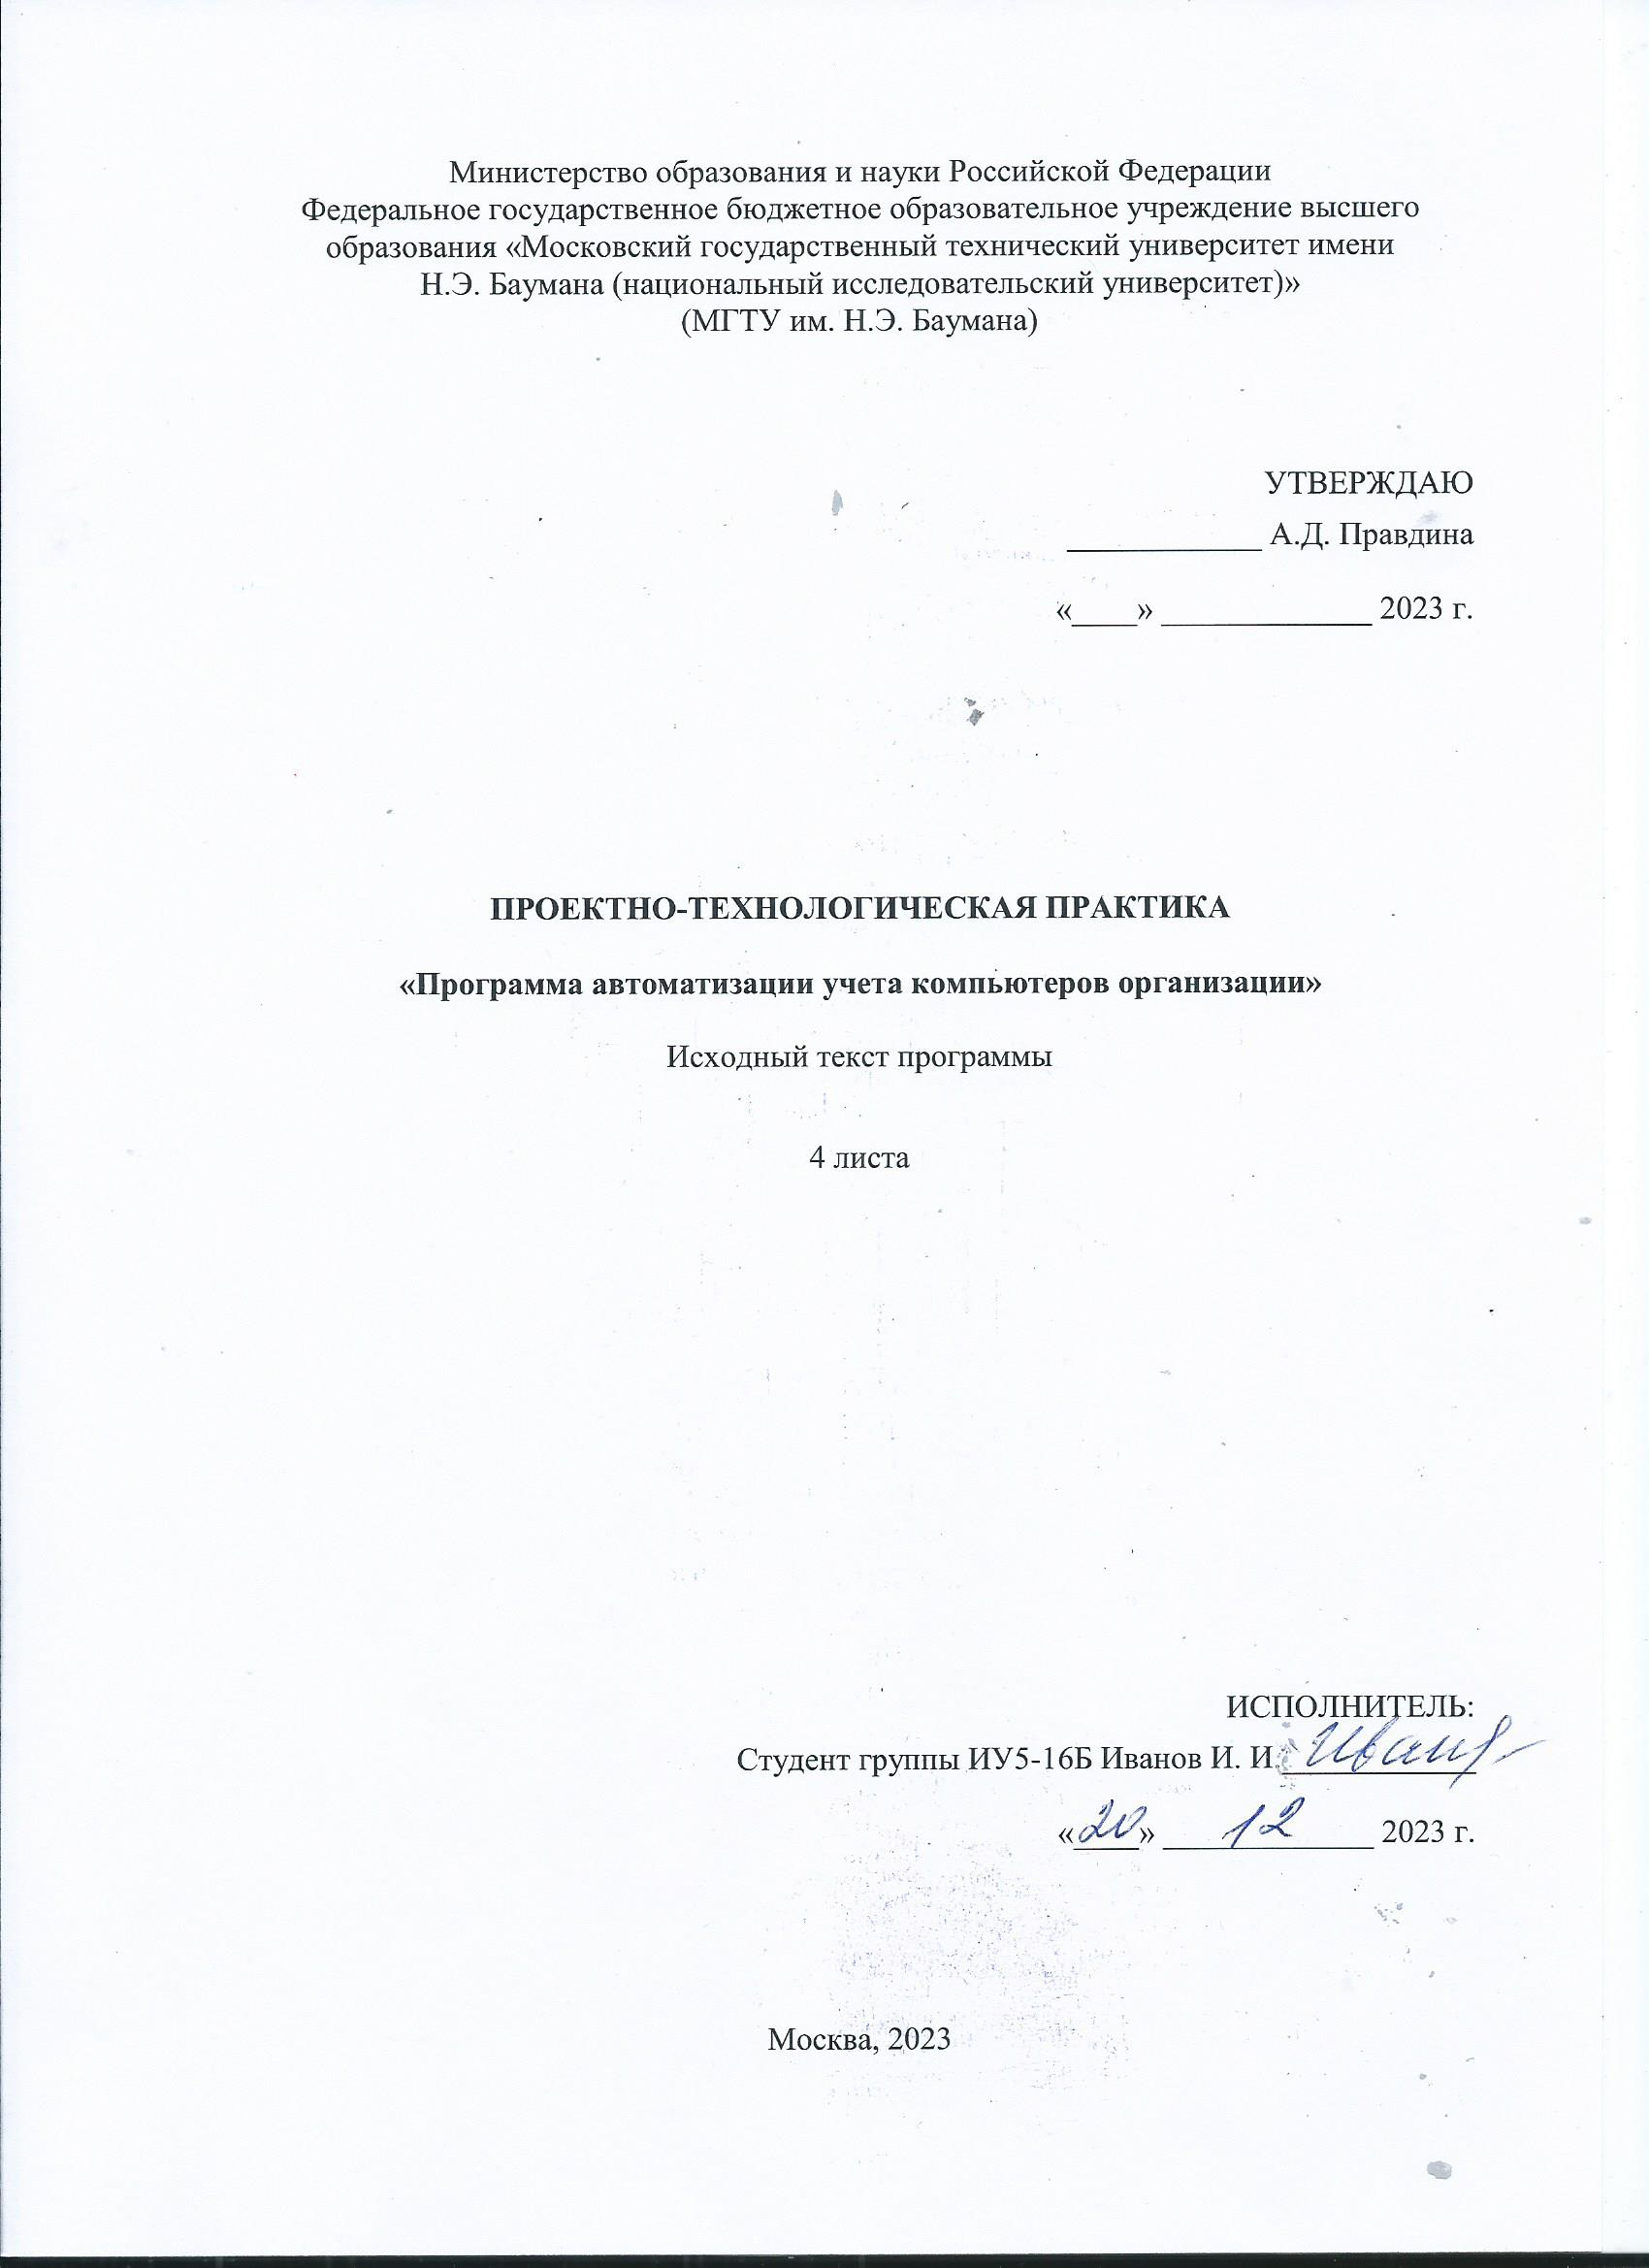 Министерство образования и науки Российской Федерации
Федеральное государственное бюджетное образовательное учреждение высшего
образования «Московский государственный технический университет имени
Н.Э. Баумана (национальный исследовательский университет)»
(МГТУ им. Н.Э. Баумана)
УТВЕРЖДАЮ
____________ А.Д. Правдина
«____» _____________ 2023 г.
ПРОЕКТНО-ТЕХНОЛОГИЧЕСКАЯ ПРАКТИКА
«Программа автоматизации учета компьютеров организации»
Исходный текст программы
4 листа
ИСПОЛНИТЕЛЬ:
Студент группы ИУ5-16Б Иванов И. И. Иванов
«20» 12 2023 г.
Москва, 2023